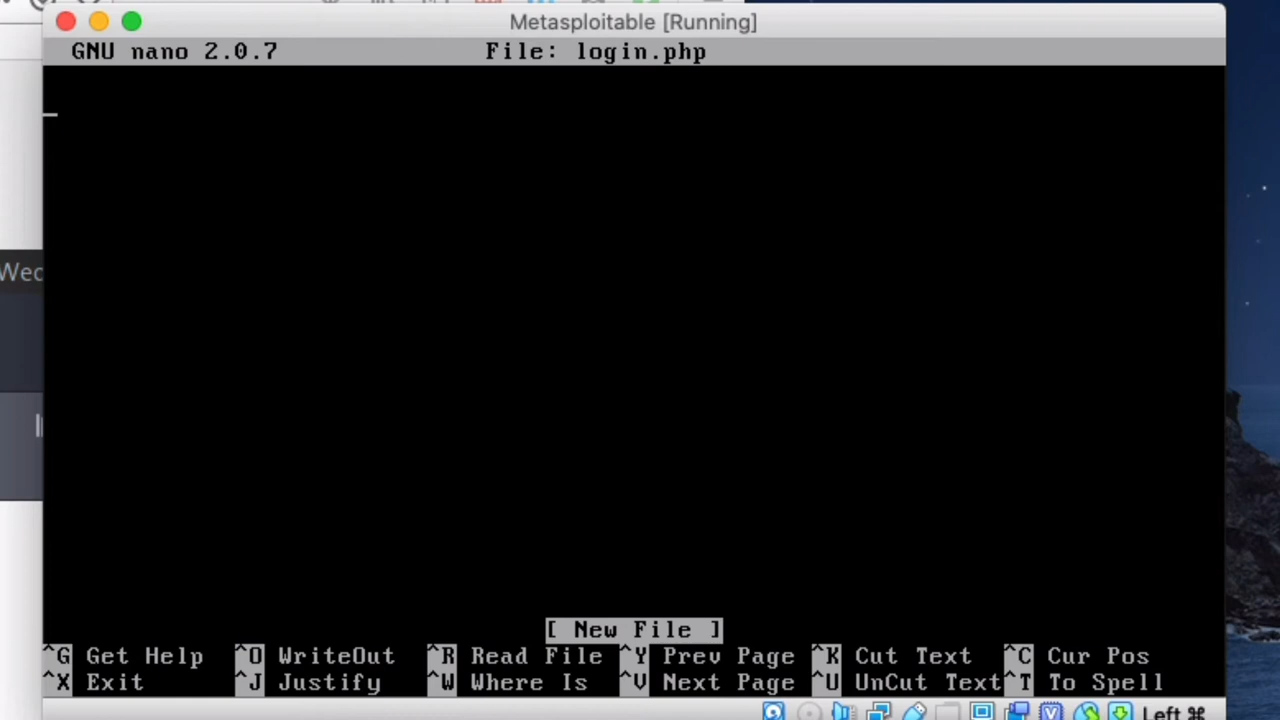 Metasploitable [Running]
GNU nano 2.0.7 File: login.php
Wed
[ New File ]
^G Get Help ^O WriteOut ^R Read File ^Y Prev Page ^K Cut Text ^C Cur Pos
^X Exit ^J Justify ^W Where Is ^V Next Page ^U UnCut Text ^T To Spell
Left ⌘